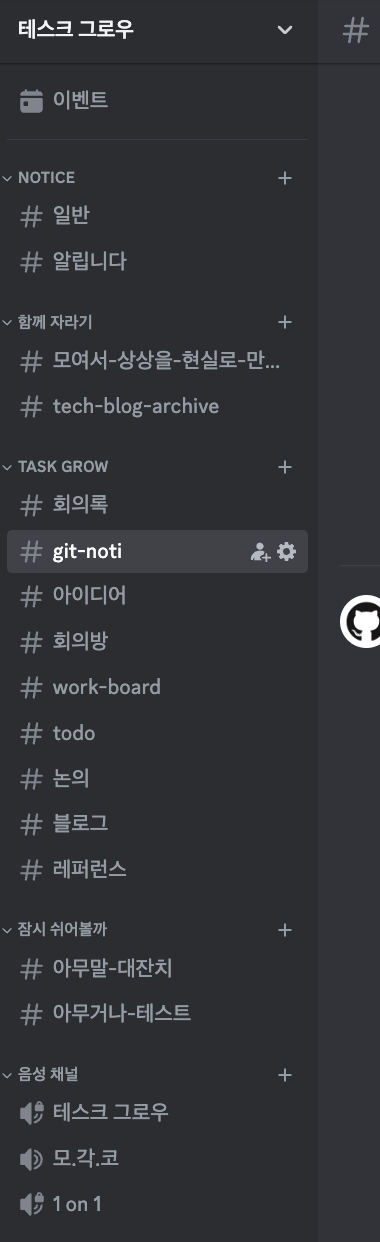 테스크 그로우
이벤트
NOTICE
# 일반
# 알립니다
함께 자라기
# 모여서-상상을-현실로-만...
# tech-blog-archive
TASK GROW
# 회의록
# git-noti
# 아이디어
# 회의방
# work-board
# todo
# 논의
# 블로그
# 레퍼런스
잠시 쉬어볼까
# 아무말-대잔치
# 아무거나-테스트
음성 채널
테스크 그로우
모.각.코
1 on 1